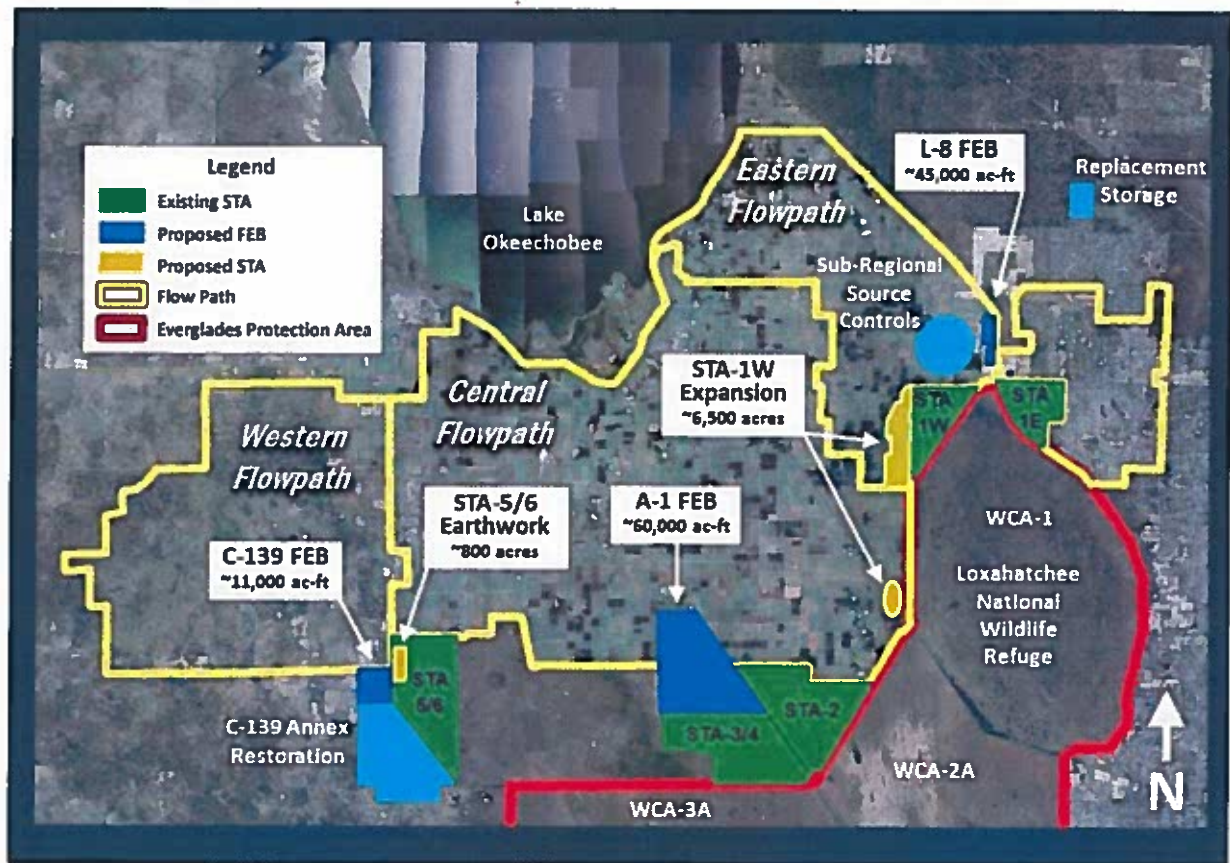 Legend
Existing STA
Proposed FEB
Proposed STA
Flow Path
Everglades Protection Area
Lake
Okeechobee
Eastern
Flowpath
L-8 FEB
~45,000 ac-ft
Replacement
Storage
Sub-Regional
Source
Controls
STA-1W
Expansion
~6,500 acres
STA
1W
STA
1E
Central
Flowpath
Western
Flowpath
STA-5/6
Earthwork
~800 acres
A-1 FEB
~60,000 ac-ft
C-139 FEB
~11,000 ac-ft
WCA-1
Loxahatchee
National
Wildlife
Refuge
STA
5/6
C-139 Annex
Restoration
STA-2
STA-3/4
WCA-2A
WCA-3A
N